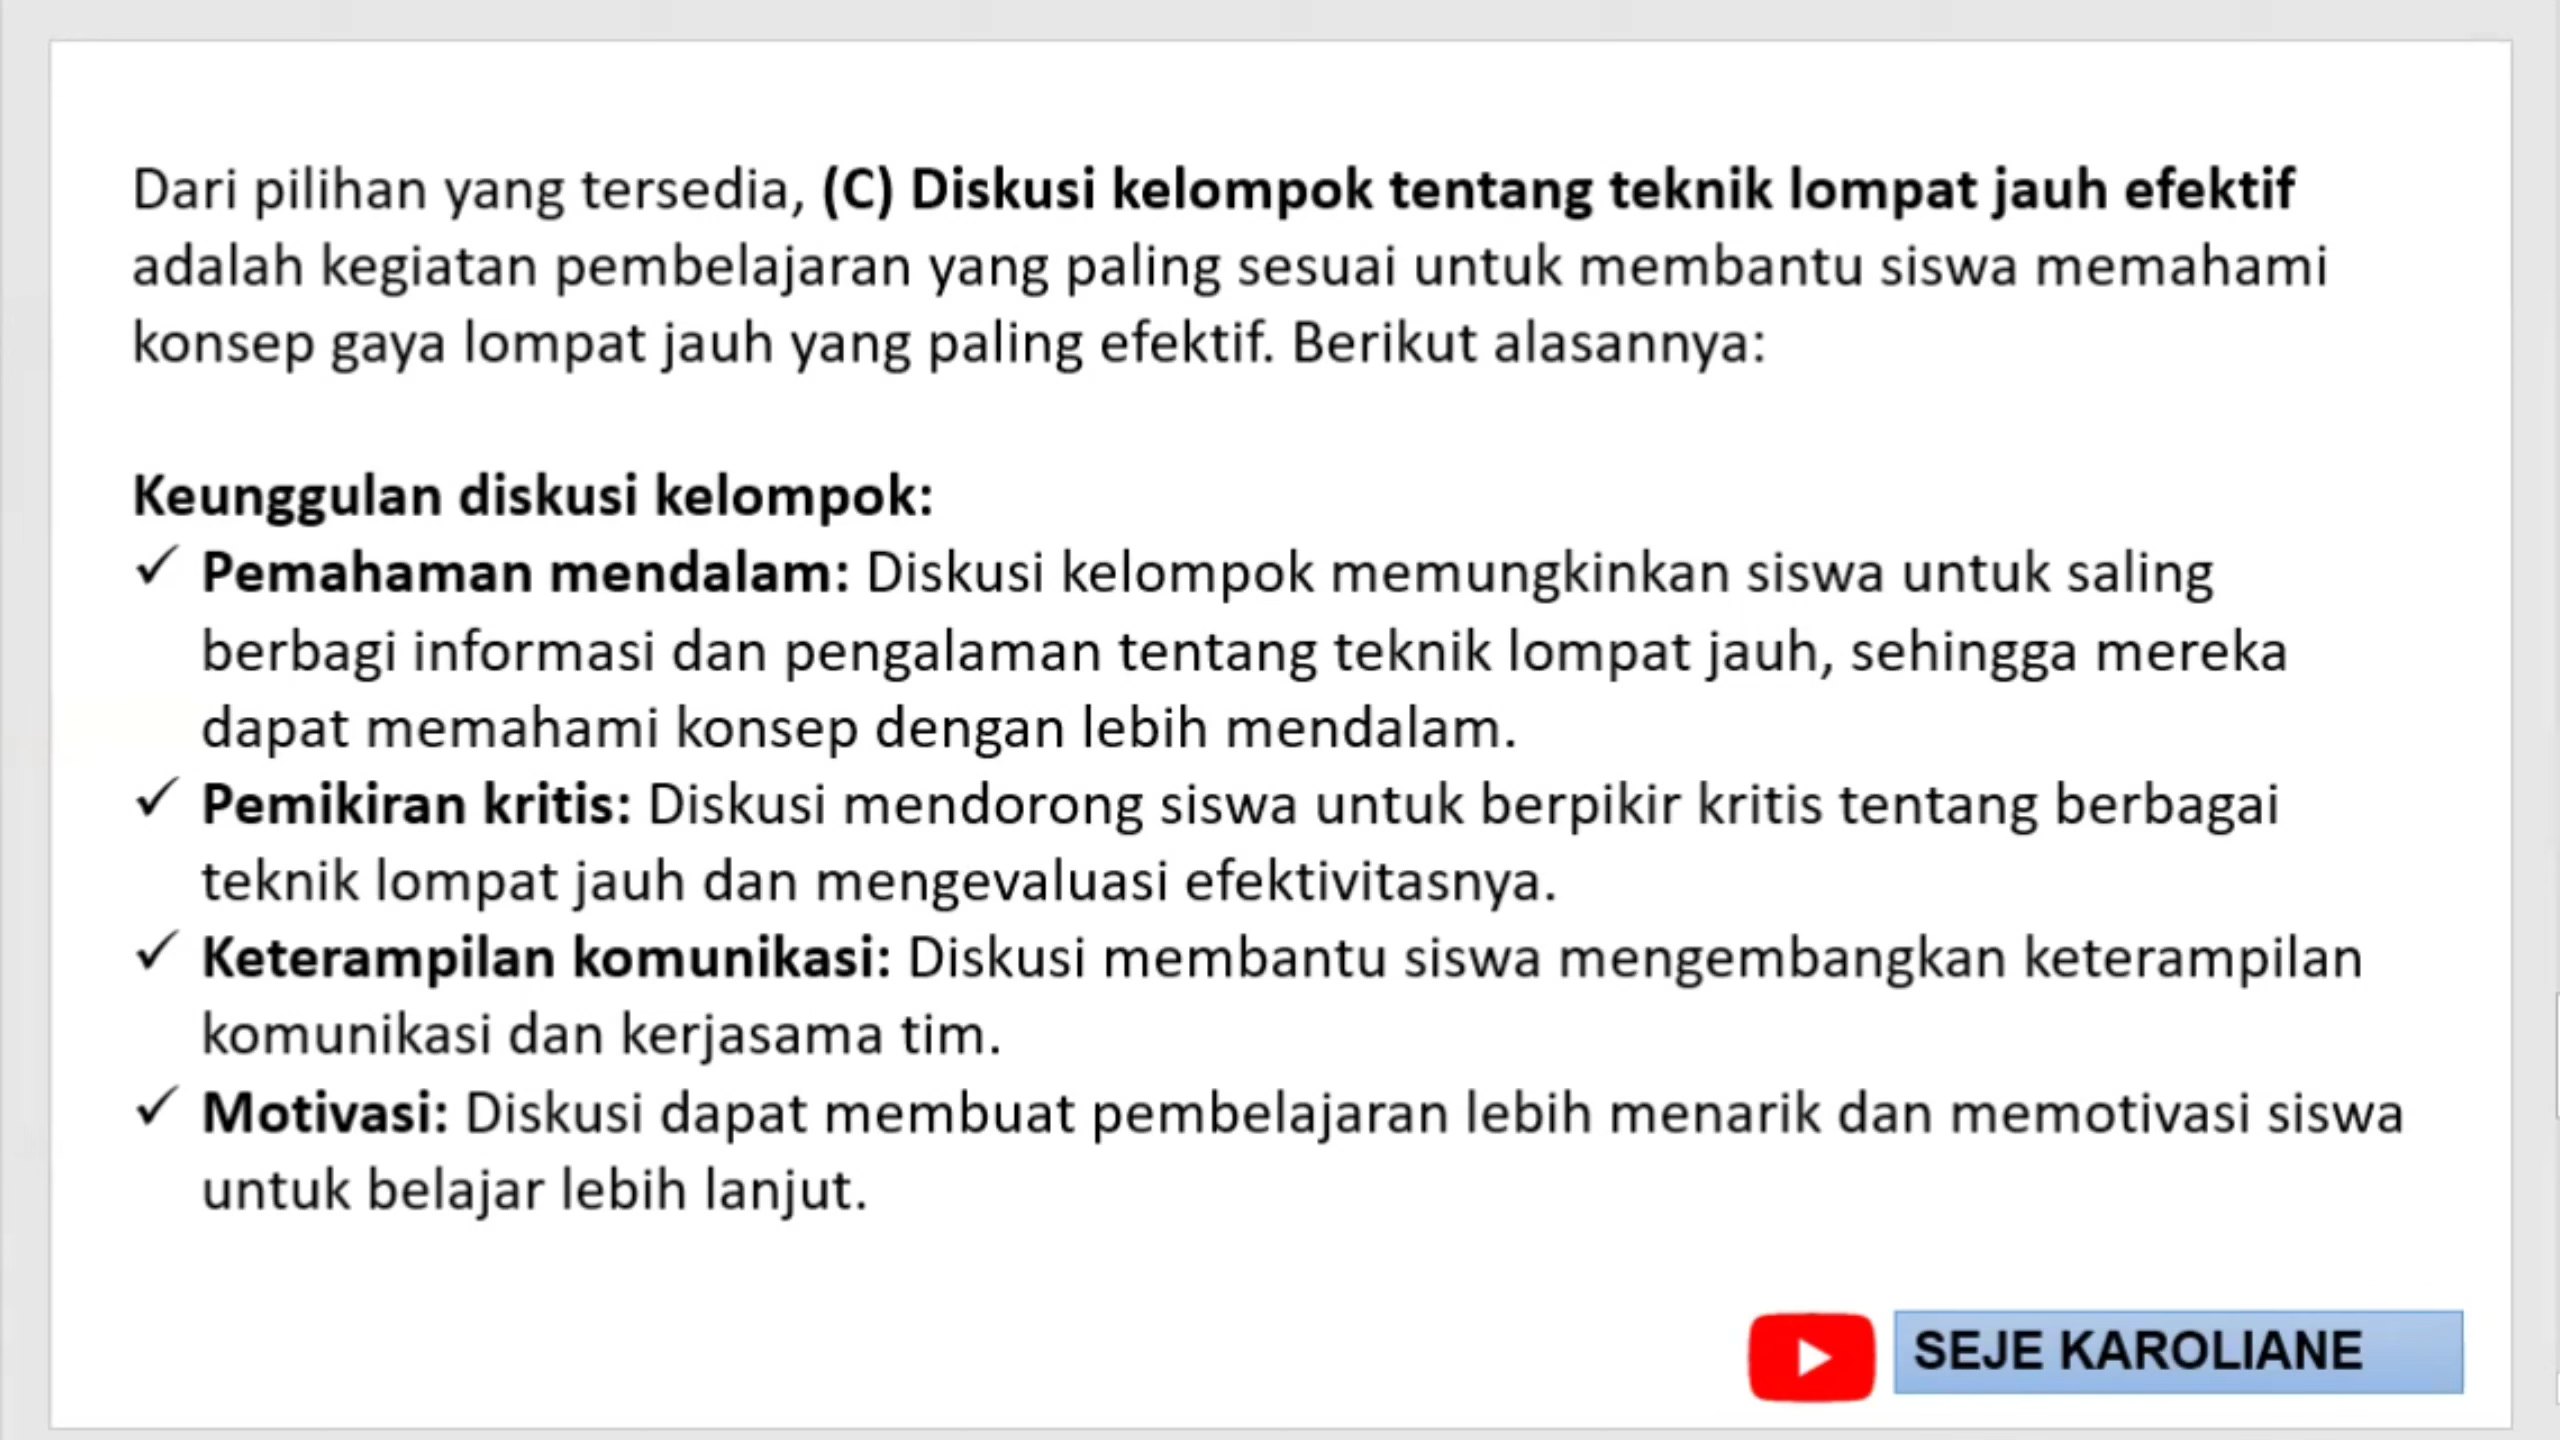 Dari pilihan yang tersedia, (C) Diskusi kelompok tentang teknik lompat jauh efektif
adalah kegiatan pembelajaran yang paling sesuai untuk membantu siswa memahami
konsep gaya lompat jauh yang paling efektif. Berikut alasannya:
Keunggulan diskusi kelompok:
✓ Pemahaman mendalam: Diskusi kelompok memungkinkan siswa untuk saling
berbagi informasi dan pengalaman tentang teknik lompat jauh, sehingga mereka
dapat memahami konsep dengan lebih mendalam.
✓ Pemikiran kritis: Diskusi mendorong siswa untuk berpikir kritis tentang berbagai
teknik lompat jauh dan mengevaluasi efektivitasnya.
✓ Keterampilan komunikasi: Diskusi membantu siswa mengembangkan keterampilan
komunikasi dan kerjasama tim.
✓ Motivasi: Diskusi dapat membuat pembelajaran lebih menarik dan memotivasi siswa
untuk belajar lebih lanjut.
SEJE KAROLIANE